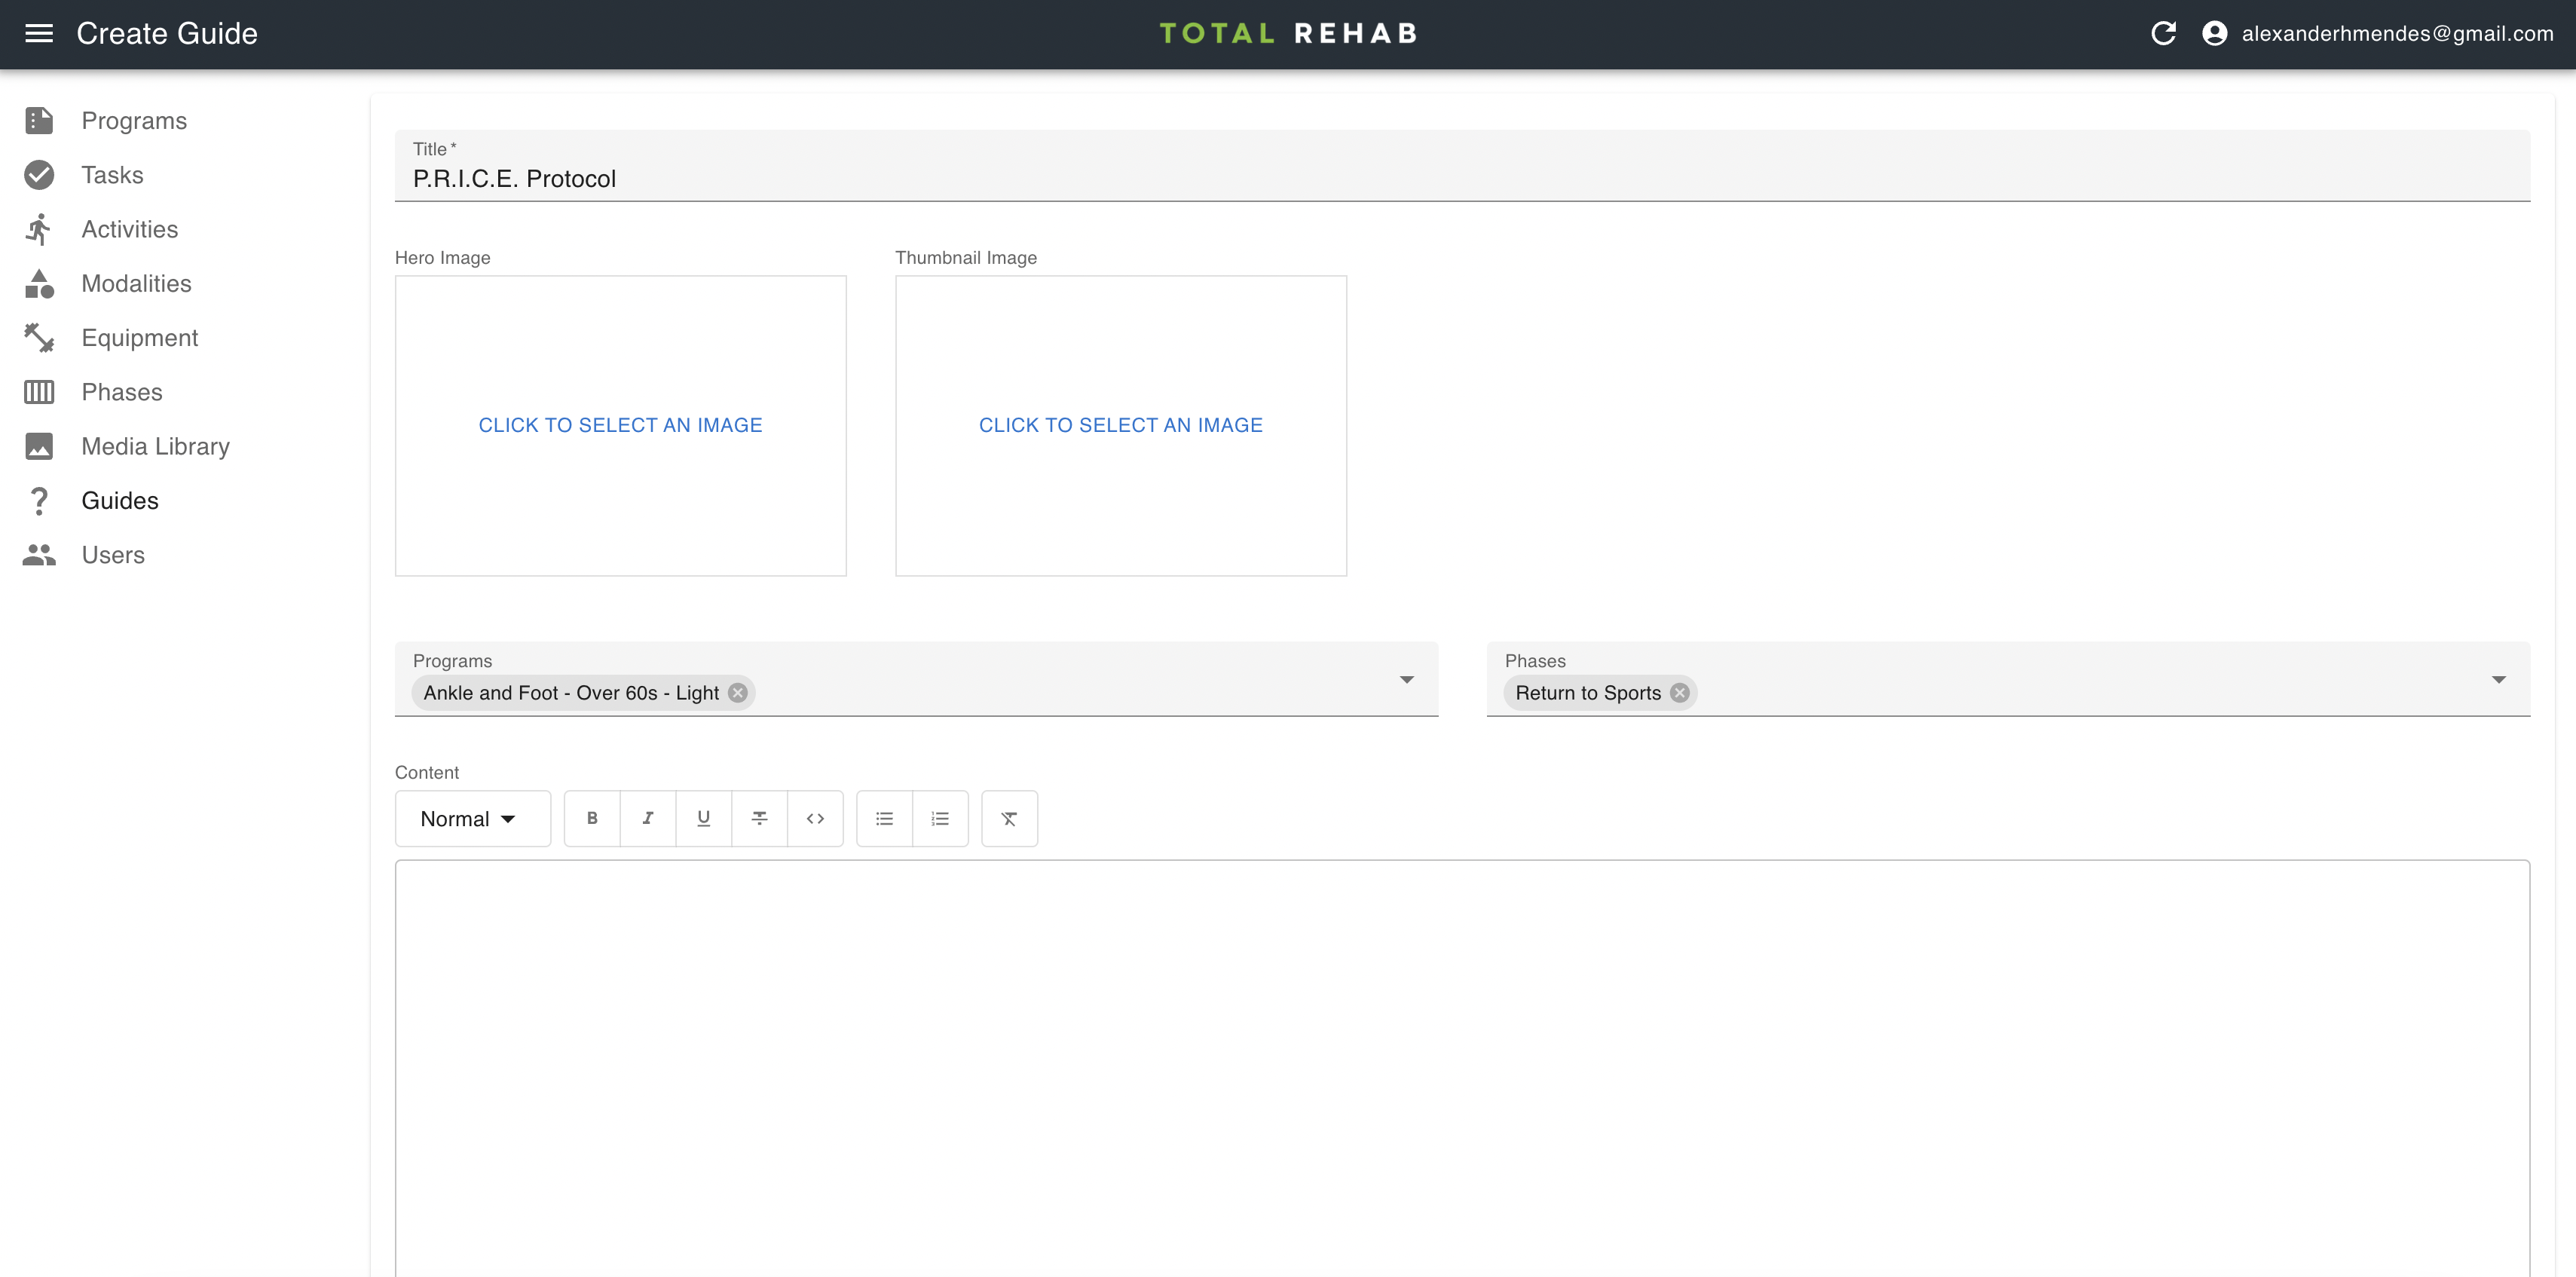 Create Guide
TOTAL REHAB
alexanderhmendes@gmail.com
Programs
Tasks
Activities
Modalities
Equipment
Phases
Media Library
Guides
Users
Title *
P.R.I.C.E. Protocol
Hero Image
Thumbnail Image
CLICK TO SELECT AN IMAGE
CLICK TO SELECT AN IMAGE
Programs
Ankle and Foot - Over 60s - Light
Phases
Return to Sports
Content
Normal
B I U